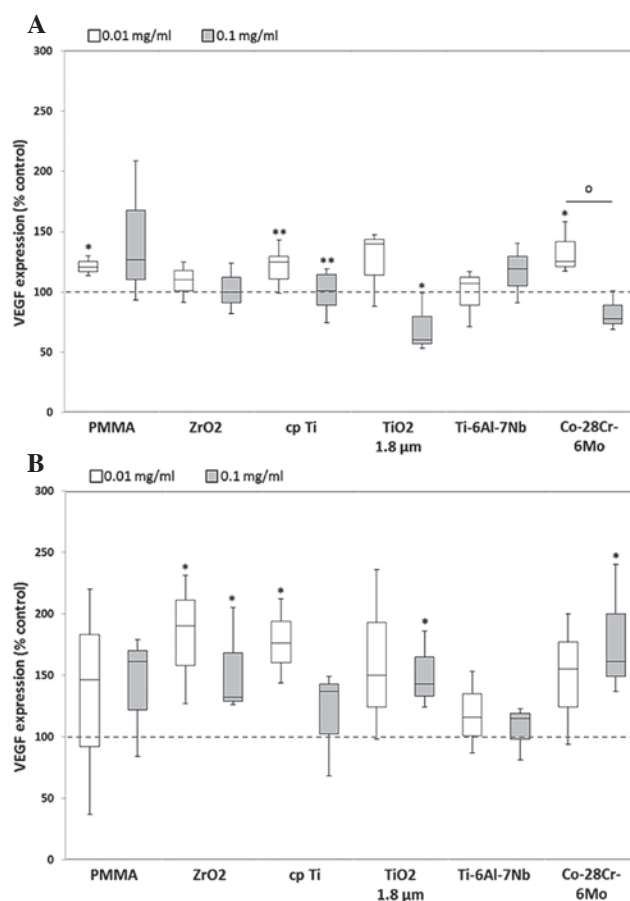 A
0.01 mg/ml 0.1 mg/ml
300
250
200
150
100
50
0
VEGF expression (% control)
* ** ** * * o
PMMA ZrO2 cp Ti TiO2 Ti-6Al-7Nb Co-28Cr-
1.8 µm 6Mo
B
0.01 mg/ml 0.1 mg/ml
300
250
200
150
100
50
0
VEGF expression (% control)
* * * * *
PMMA ZrO2 cp Ti TiO2 Ti-6Al-7Nb Co-28Cr-
1.8 µm 6Mo